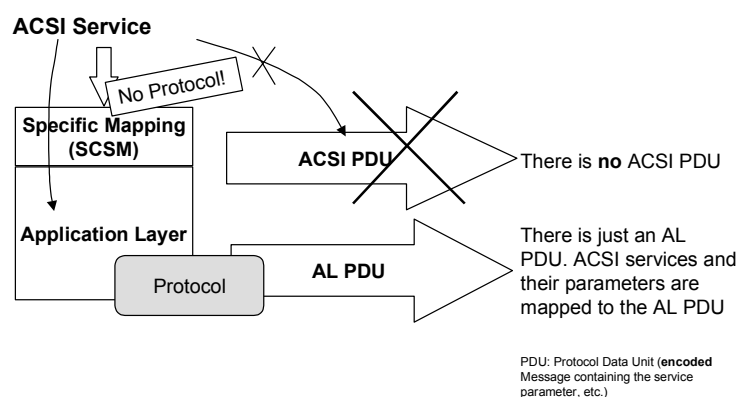 ACSI Service
No Protocol!
Specific Mapping
(SCSM)
ACSI PDU
There is no ACSI PDU
Application Layer
Protocol
AL PDU
There is just an AL
PDU. ACSI services and
their parameters are
mapped to the AL PDU
PDU: Protocol Data Unit (encoded
Message containing the service
parameter, etc.)